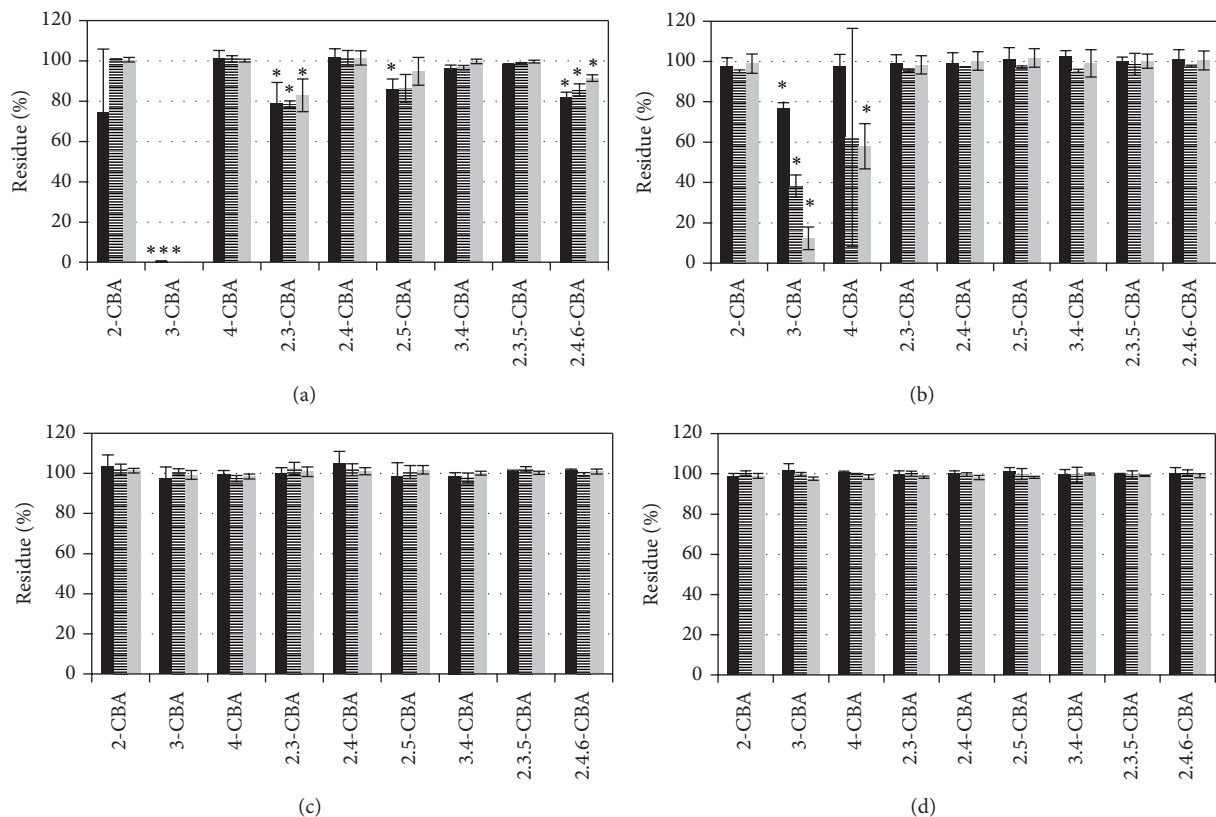 120
100
80
60
40
20
0
Residue (%)
* * *
* * *
*
* * *
2-CBA
3-CBA
4-CBA
2.3-CBA
2.4-CBA
2.5-CBA
3.4-CBA
2.3.5-CBA
2.4.6-CBA
(a)
120
100
80
60
40
20
0
Residue (%)
* * *
*
2-CBA
3-CBA
4-CBA
2.3-CBA
2.4-CBA
2.5-CBA
3.4-CBA
2.3.5-CBA
2.4.6-CBA
(b)
120
100
80
60
40
20
0
Residue (%)
2-CBA
3-CBA
4-CBA
2.3-CBA
2.4-CBA
2.5-CBA
3.4-CBA
2.3.5-CBA
2.4.6-CBA
(c)
120
100
80
60
40
20
0
Residue (%)
2-CBA
3-CBA
4-CBA
2.3-CBA
2.4-CBA
2.5-CBA
3.4-CBA
2.3.5-CBA
2.4.6-CBA
(d)